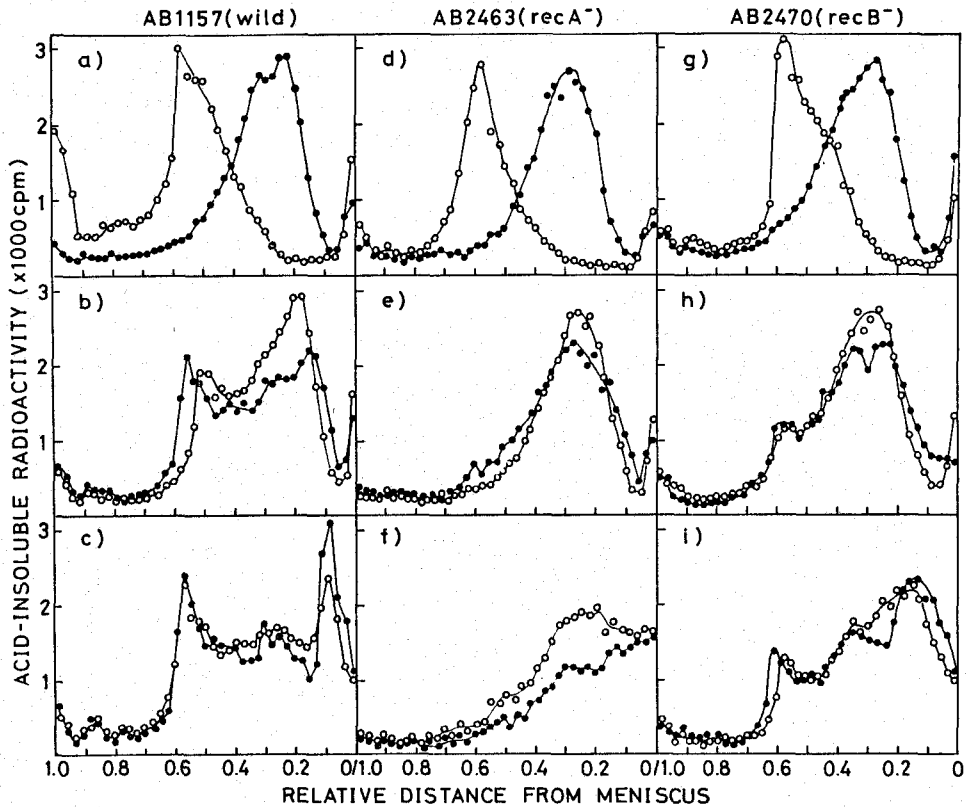 AB1157(wild)
AB2463(recA⁻)
AB2470(recB⁻)
ACID-INSOLUBLE RADIOACTIVITY (x1000cpm)
a)
d)
g)
3
2
1
b)
e)
h)
3
2
1
c)
f)
i)
3
2
1
1.0 0.8 0.6 0.4 0.2 0/1.0 0.8 0.6 0.4 0.2 0/1.0 0.8 0.6 0.4 0.2 0
RELATIVE DISTANCE FROM MENISCUS